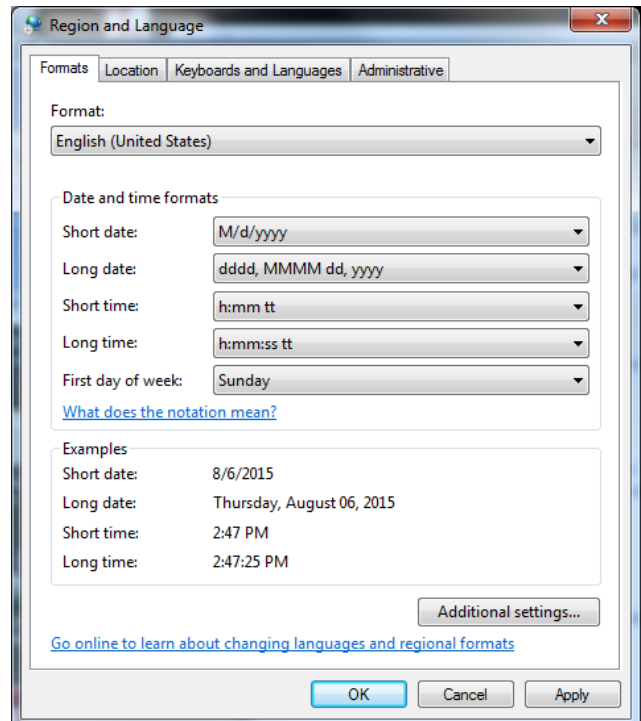 Region and Language
Formats Location Keyboards and Languages Administrative
Format:
English (United States)
Date and time formats
Short date: M/d/yyyy
Long date: dddd, MMMM dd, yyyy
Short time: h:mm tt
Long time: h:mm:ss tt
First day of week: Sunday
What does the notation mean?
Examples
Short date: 8/6/2015
Long date: Thursday, August 06, 2015
Short time: 2:47 PM
Long time: 2:47:25 PM
Additional settings...
Go online to learn about changing languages and regional formats
OK Cancel Apply